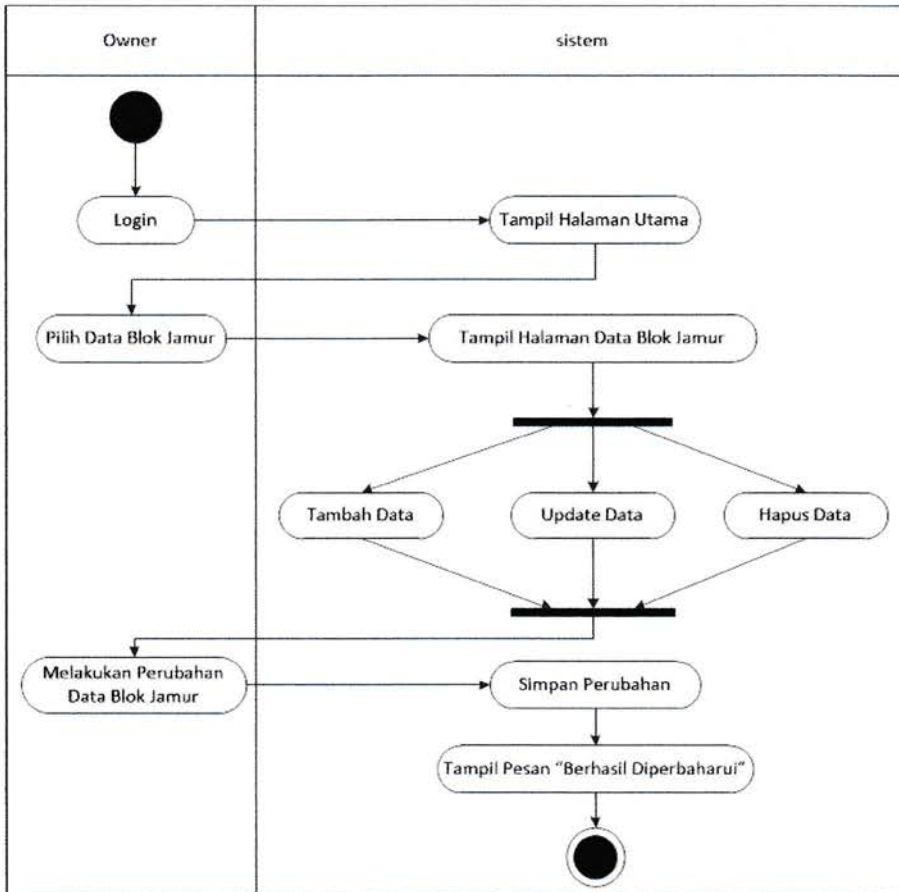 Owner
sistem
Login
Tampil Halaman Utama
Pilih Data Blok Jamur
Tampil Halaman Data Blok Jamur
Tambah Data
Update Data
Hapus Data
Melakukan Perubahan
Data Blok Jamur
Simpan Perubahan
Tampil Pesan “Berhasil Diperbaharui”